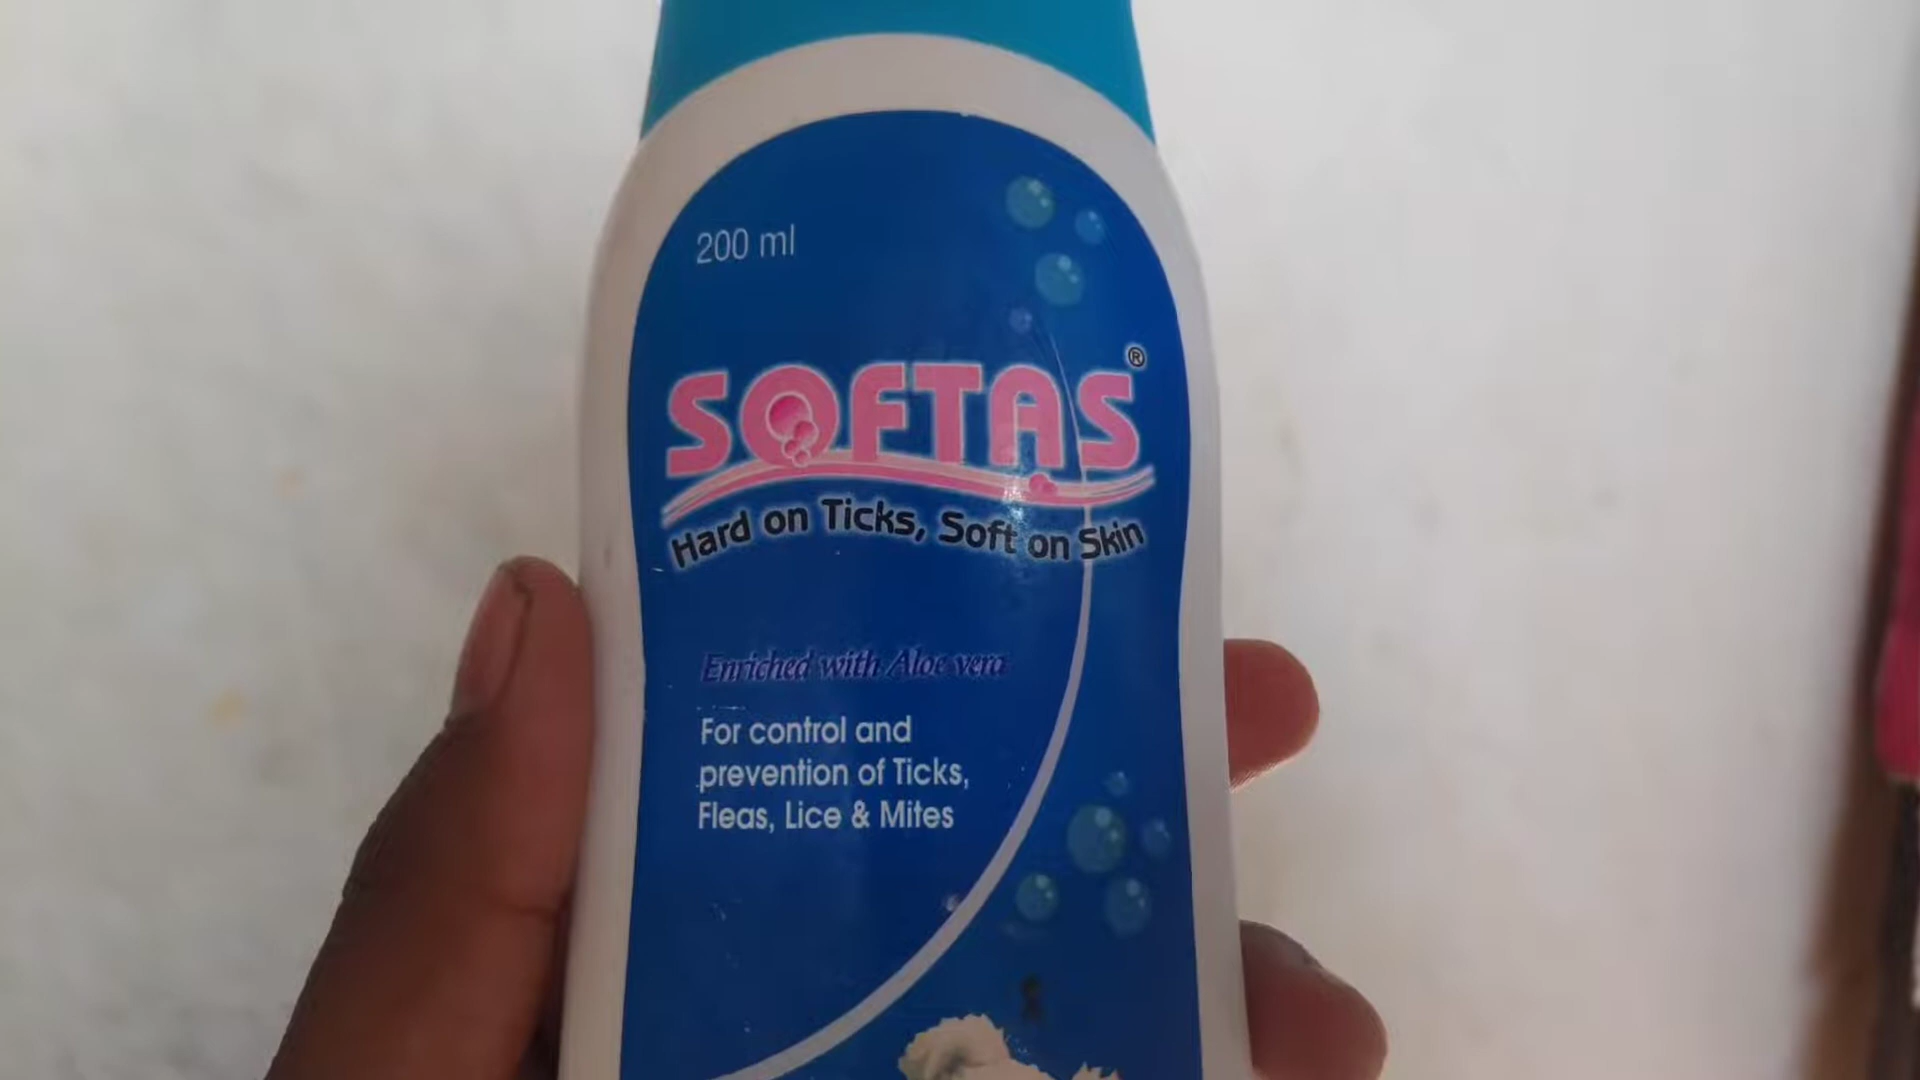 200 ml
SOFTAS®
Hard on Ticks, Soft on Skin
Enriched with Aloe vera
For control and
prevention of Ticks,
Fleas, Lice & Mites